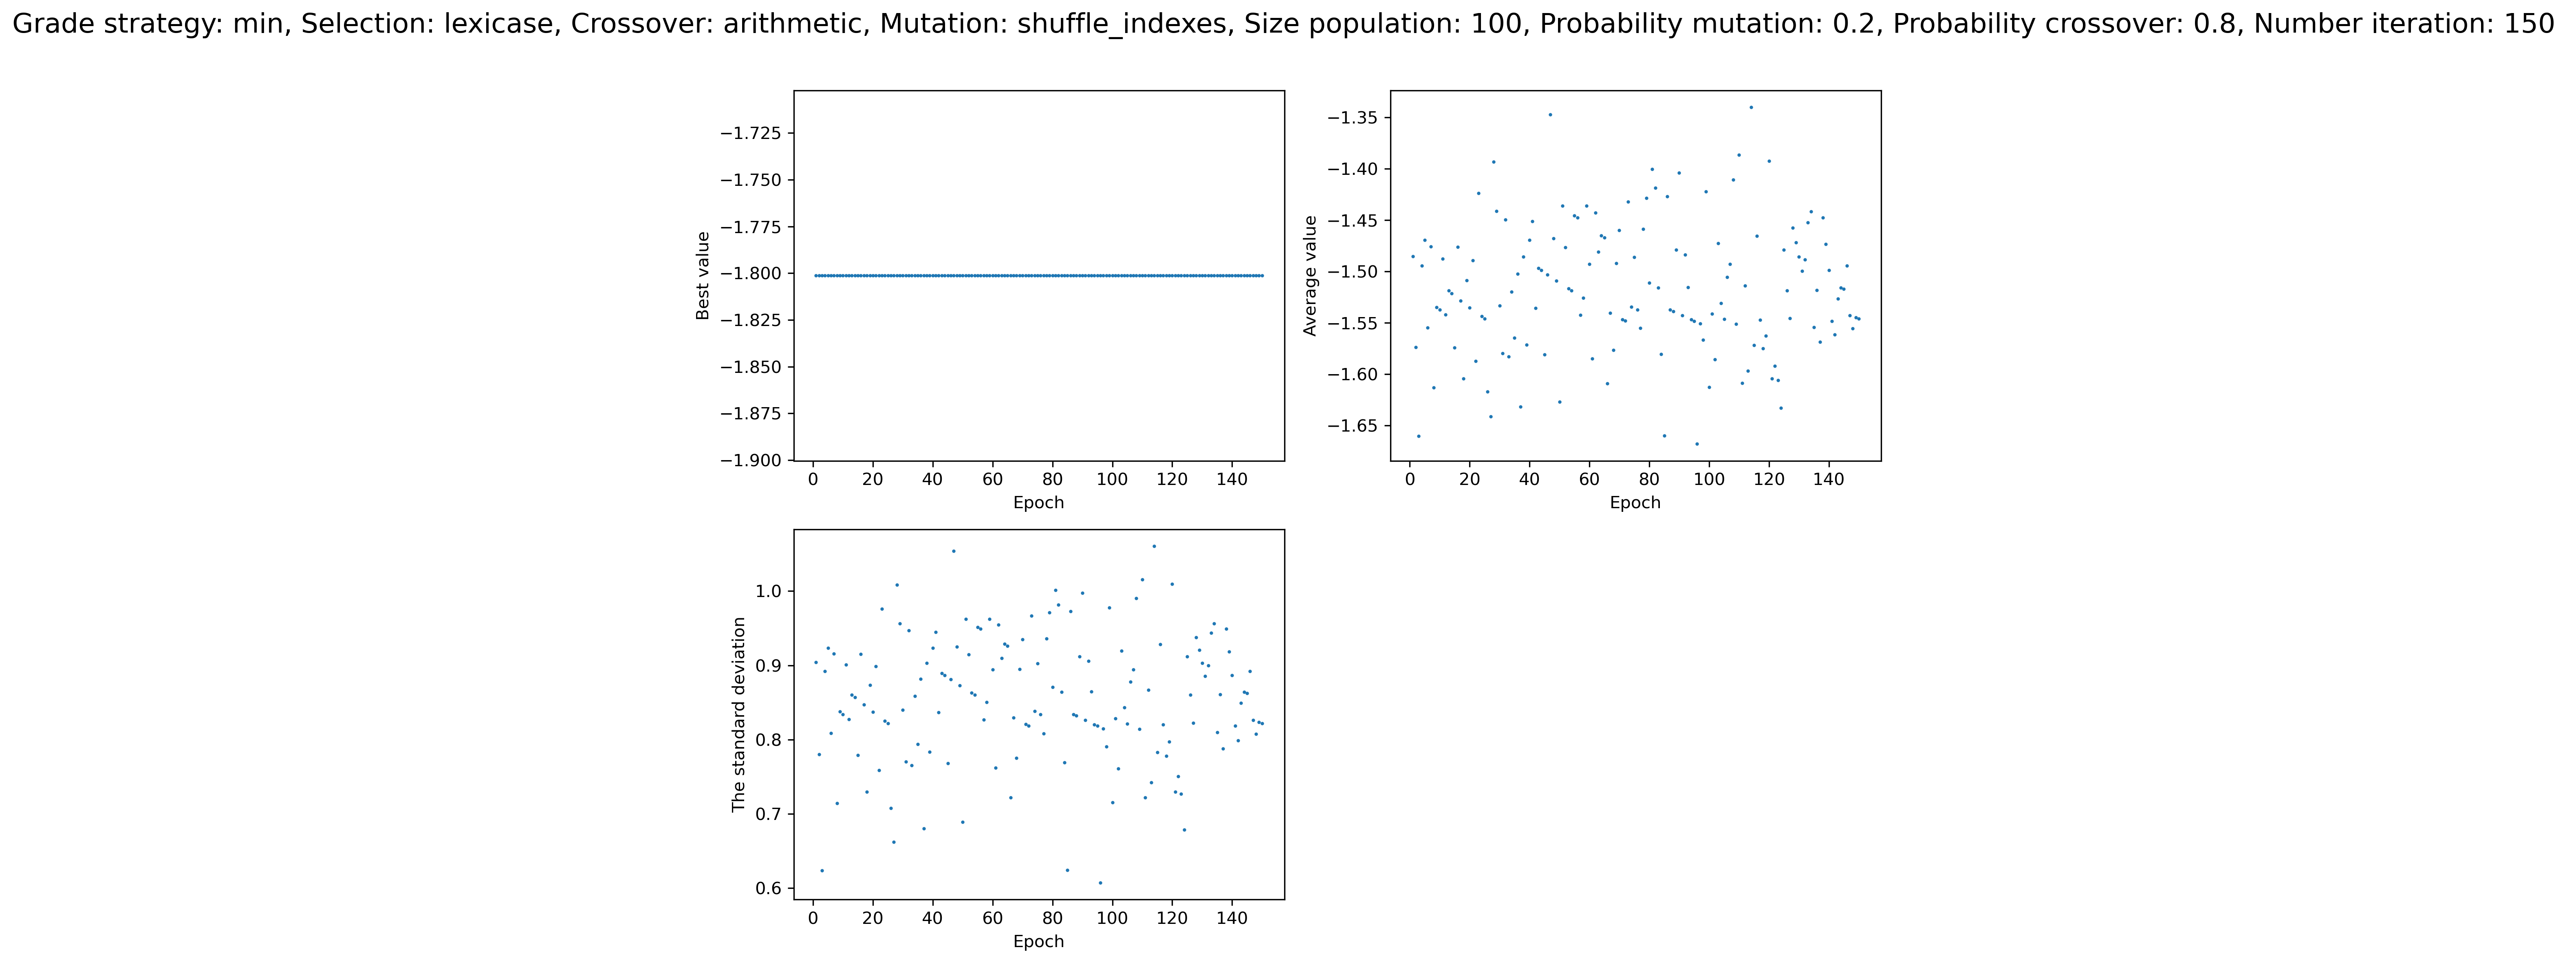 Grade strategy: min, Selection: lexicase, Crossover: arithmetic, Mutation: shuffle_indexes, Size population: 100, Probability mutation: 0.2, Probability crossover: 0.8, Number iteration: 150
Best value
−1.725
−1.750
−1.775
−1.800
−1.825
−1.850
−1.875
−1.900
0 20 40 60 80 100 120 140
Epoch
Average value
−1.35
−1.40
−1.45
−1.50
−1.55
−1.60
−1.65
0 20 40 60 80 100 120 140
Epoch
The standard deviation
1.0
0.9
0.8
0.7
0.6
0 20 40 60 80 100 120 140
Epoch